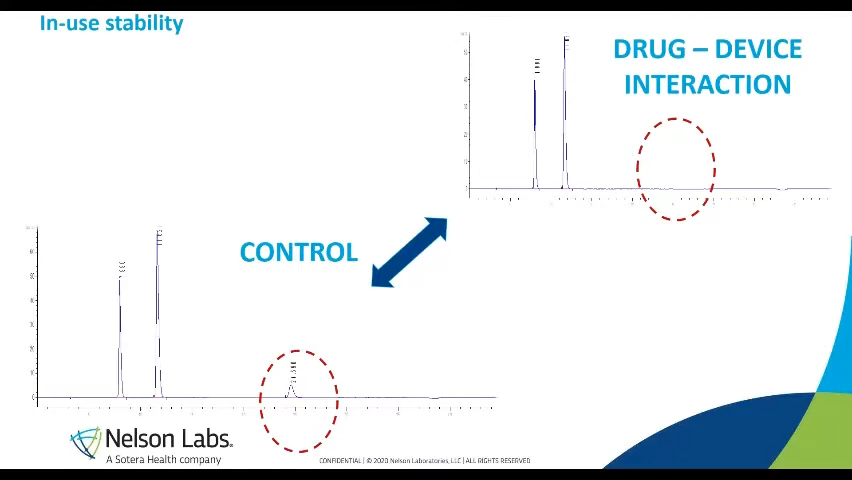 In-use stability
DRUG – DEVICE
INTERACTION
CONTROL
Nelson Labs®
A Sotera Health company
CONFIDENTIAL | © 2020 Nelson Laboratories, LLC | ALL RIGHTS RESERVED